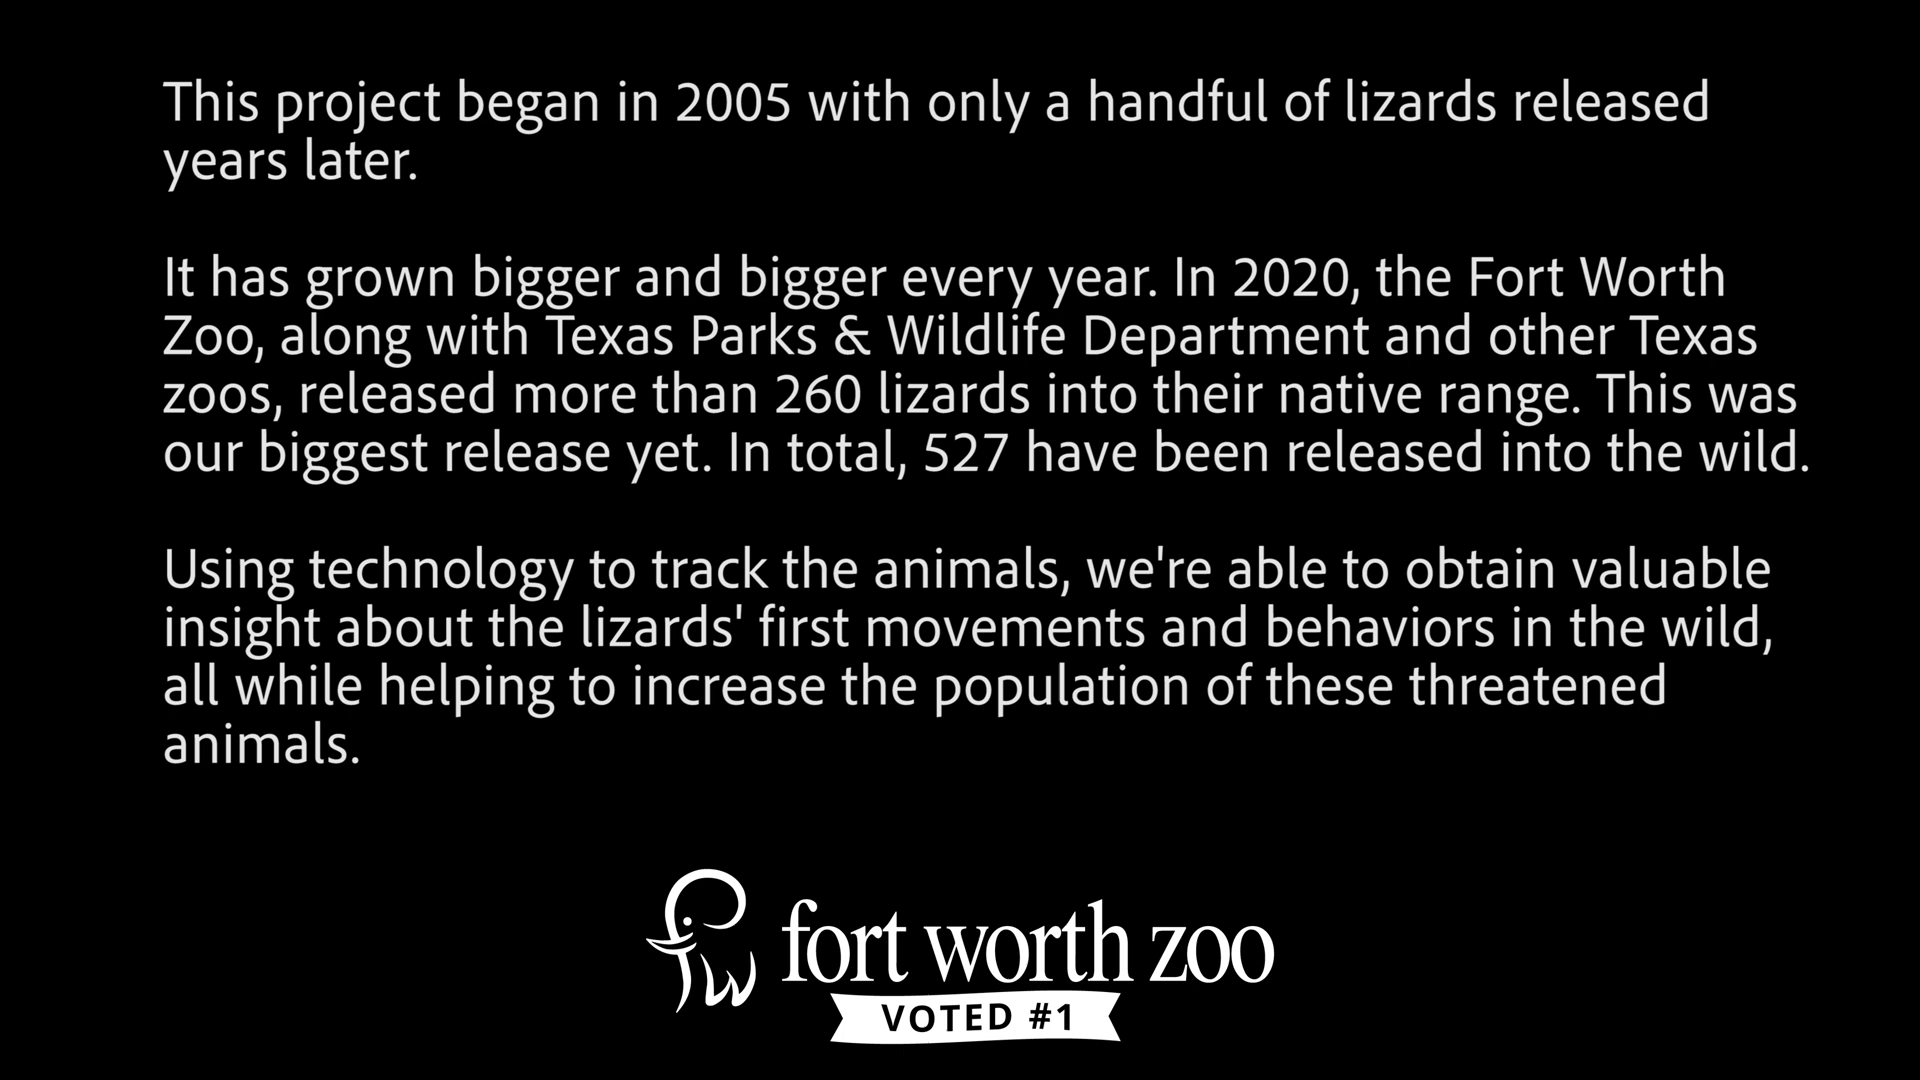 This project began in 2005 with only a handful of lizards released
years later.
It has grown bigger and bigger every year. In 2020, the Fort Worth
Zoo, along with Texas Parks & Wildlife Department and other Texas
zoos, released more than 260 lizards into their native range. This was
our biggest release yet. In total, 527 have been released into the wild.
Using technology to track the animals, we're able to obtain valuable
insight about the lizards' first movements and behaviors in the wild,
all while helping to increase the population of these threatened
animals.
fw fort worth zoo
VOTED #1